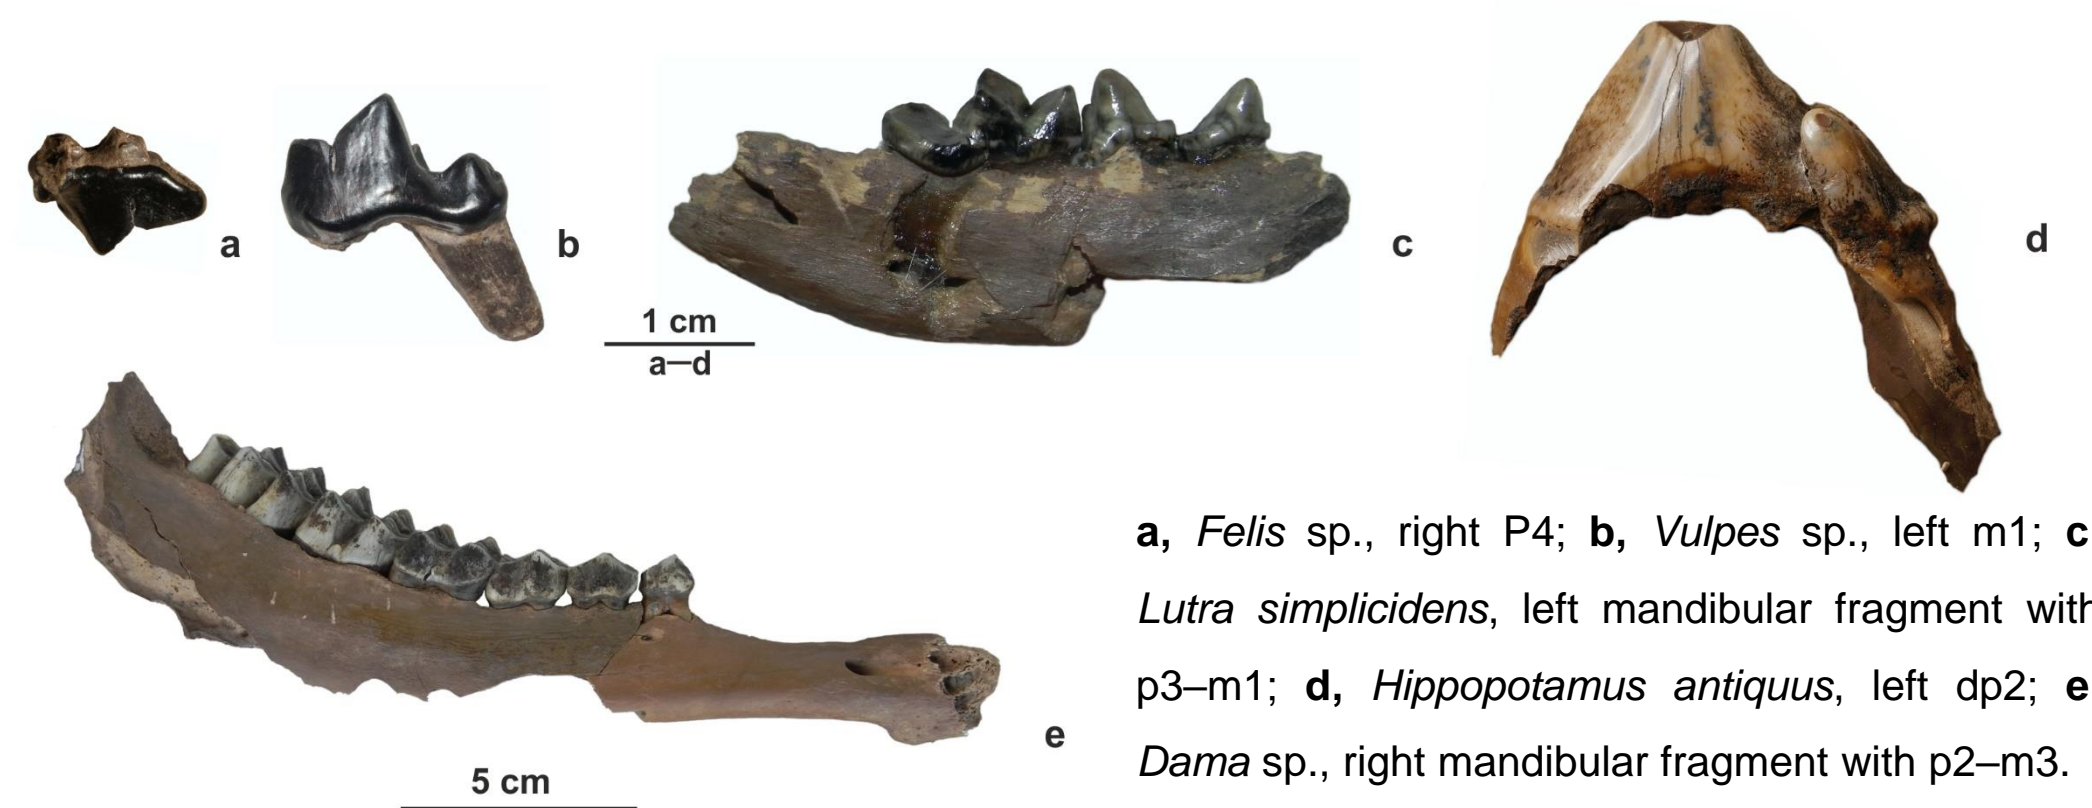 a
b
c
d
1 cm
a–d
e
5 cm
a, Felis sp., right P4; b, Vulpes sp., left m1; c
Lutra simplicidens, left mandibular fragment with
p3–m1; d, Hippopotamus antiquus, left dp2; e
Dama sp., right mandibular fragment with p2–m3.